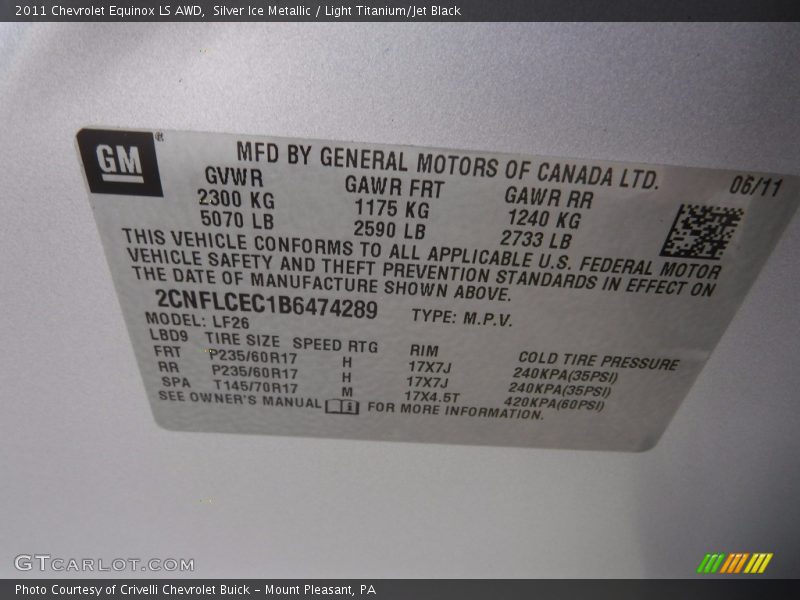 2011 Chevrolet Equinox LS AWD, Silver Ice Metallic / Light Titanium/Jet Black
GM ®
MFD BY GENERAL MOTORS OF CANADA LTD.
06/11
GVWR GAWR FRT GAWR RR
2300 KG 1175 KG 1240 KG
5070 LB 2590 LB 2733 LB
THIS VEHICLE CONFORMS TO ALL APPLICABLE U.S. FEDERAL MOTOR
VEHICLE SAFETY AND THEFT PREVENTION STANDARDS IN EFFECT ON
THE DATE OF MANUFACTURE SHOWN ABOVE.
2CNFLCEC1B6474289 TYPE: M.P.V.
MODEL: LF26
LBD9 TIRE SIZE SPEED RTG RIM COLD TIRE PRESSURE
FRT P235/60R17 H 17X7J 240KPA(35PSI)
RR P235/60R17 H 17X7J 240KPA(35PSI)
SPA T145/70R17 M 17X4.5T 420KPA(60PSI)
SEE OWNER'S MANUAL FOR MORE INFORMATION.
GTCARLOT.COM
Photo Courtesy of Crivelli Chevrolet Buick - Mount Pleasant, PA